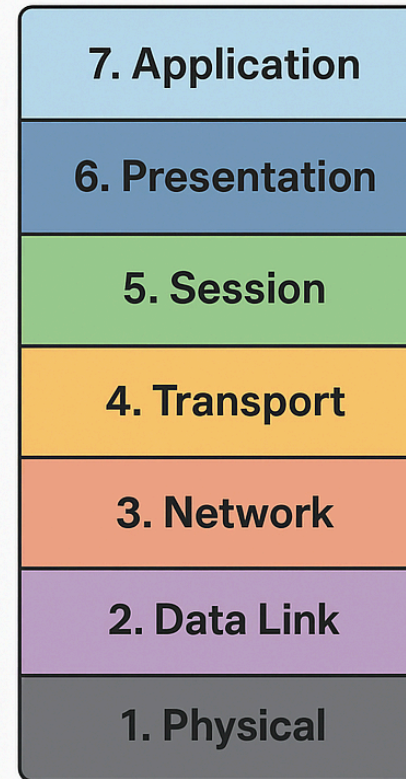 7. Application
6. Presentation
5. Session
4. Transport
3. Network
2. Data Link
1. Physical